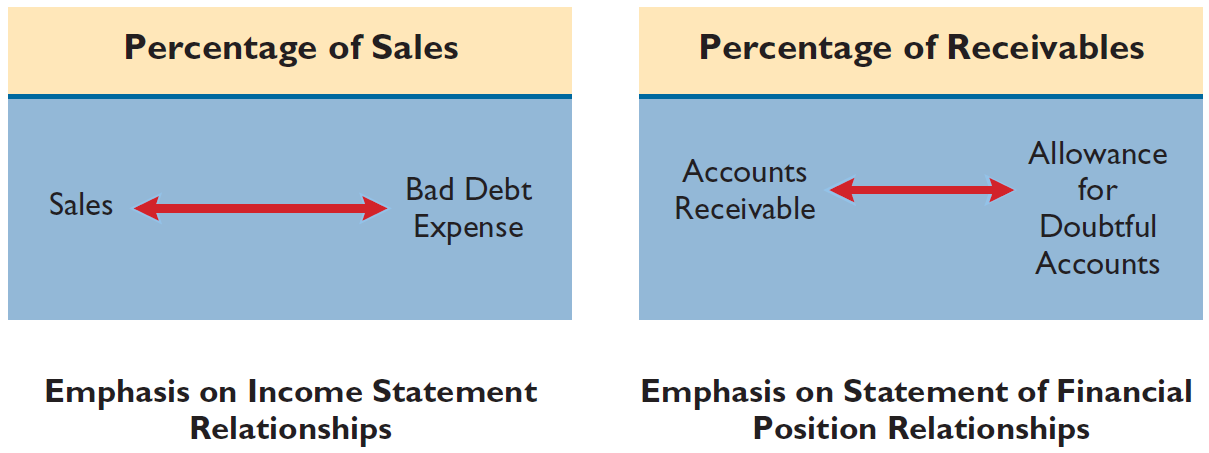 Percentage of Sales
Sales
Bad Debt
Expense
Emphasis on Income Statement
Relationships
Percentage of Receivables
Accounts
Receivable
Allowance
for
Doubtful
Accounts
Emphasis on Statement of Financial
Position Relationships